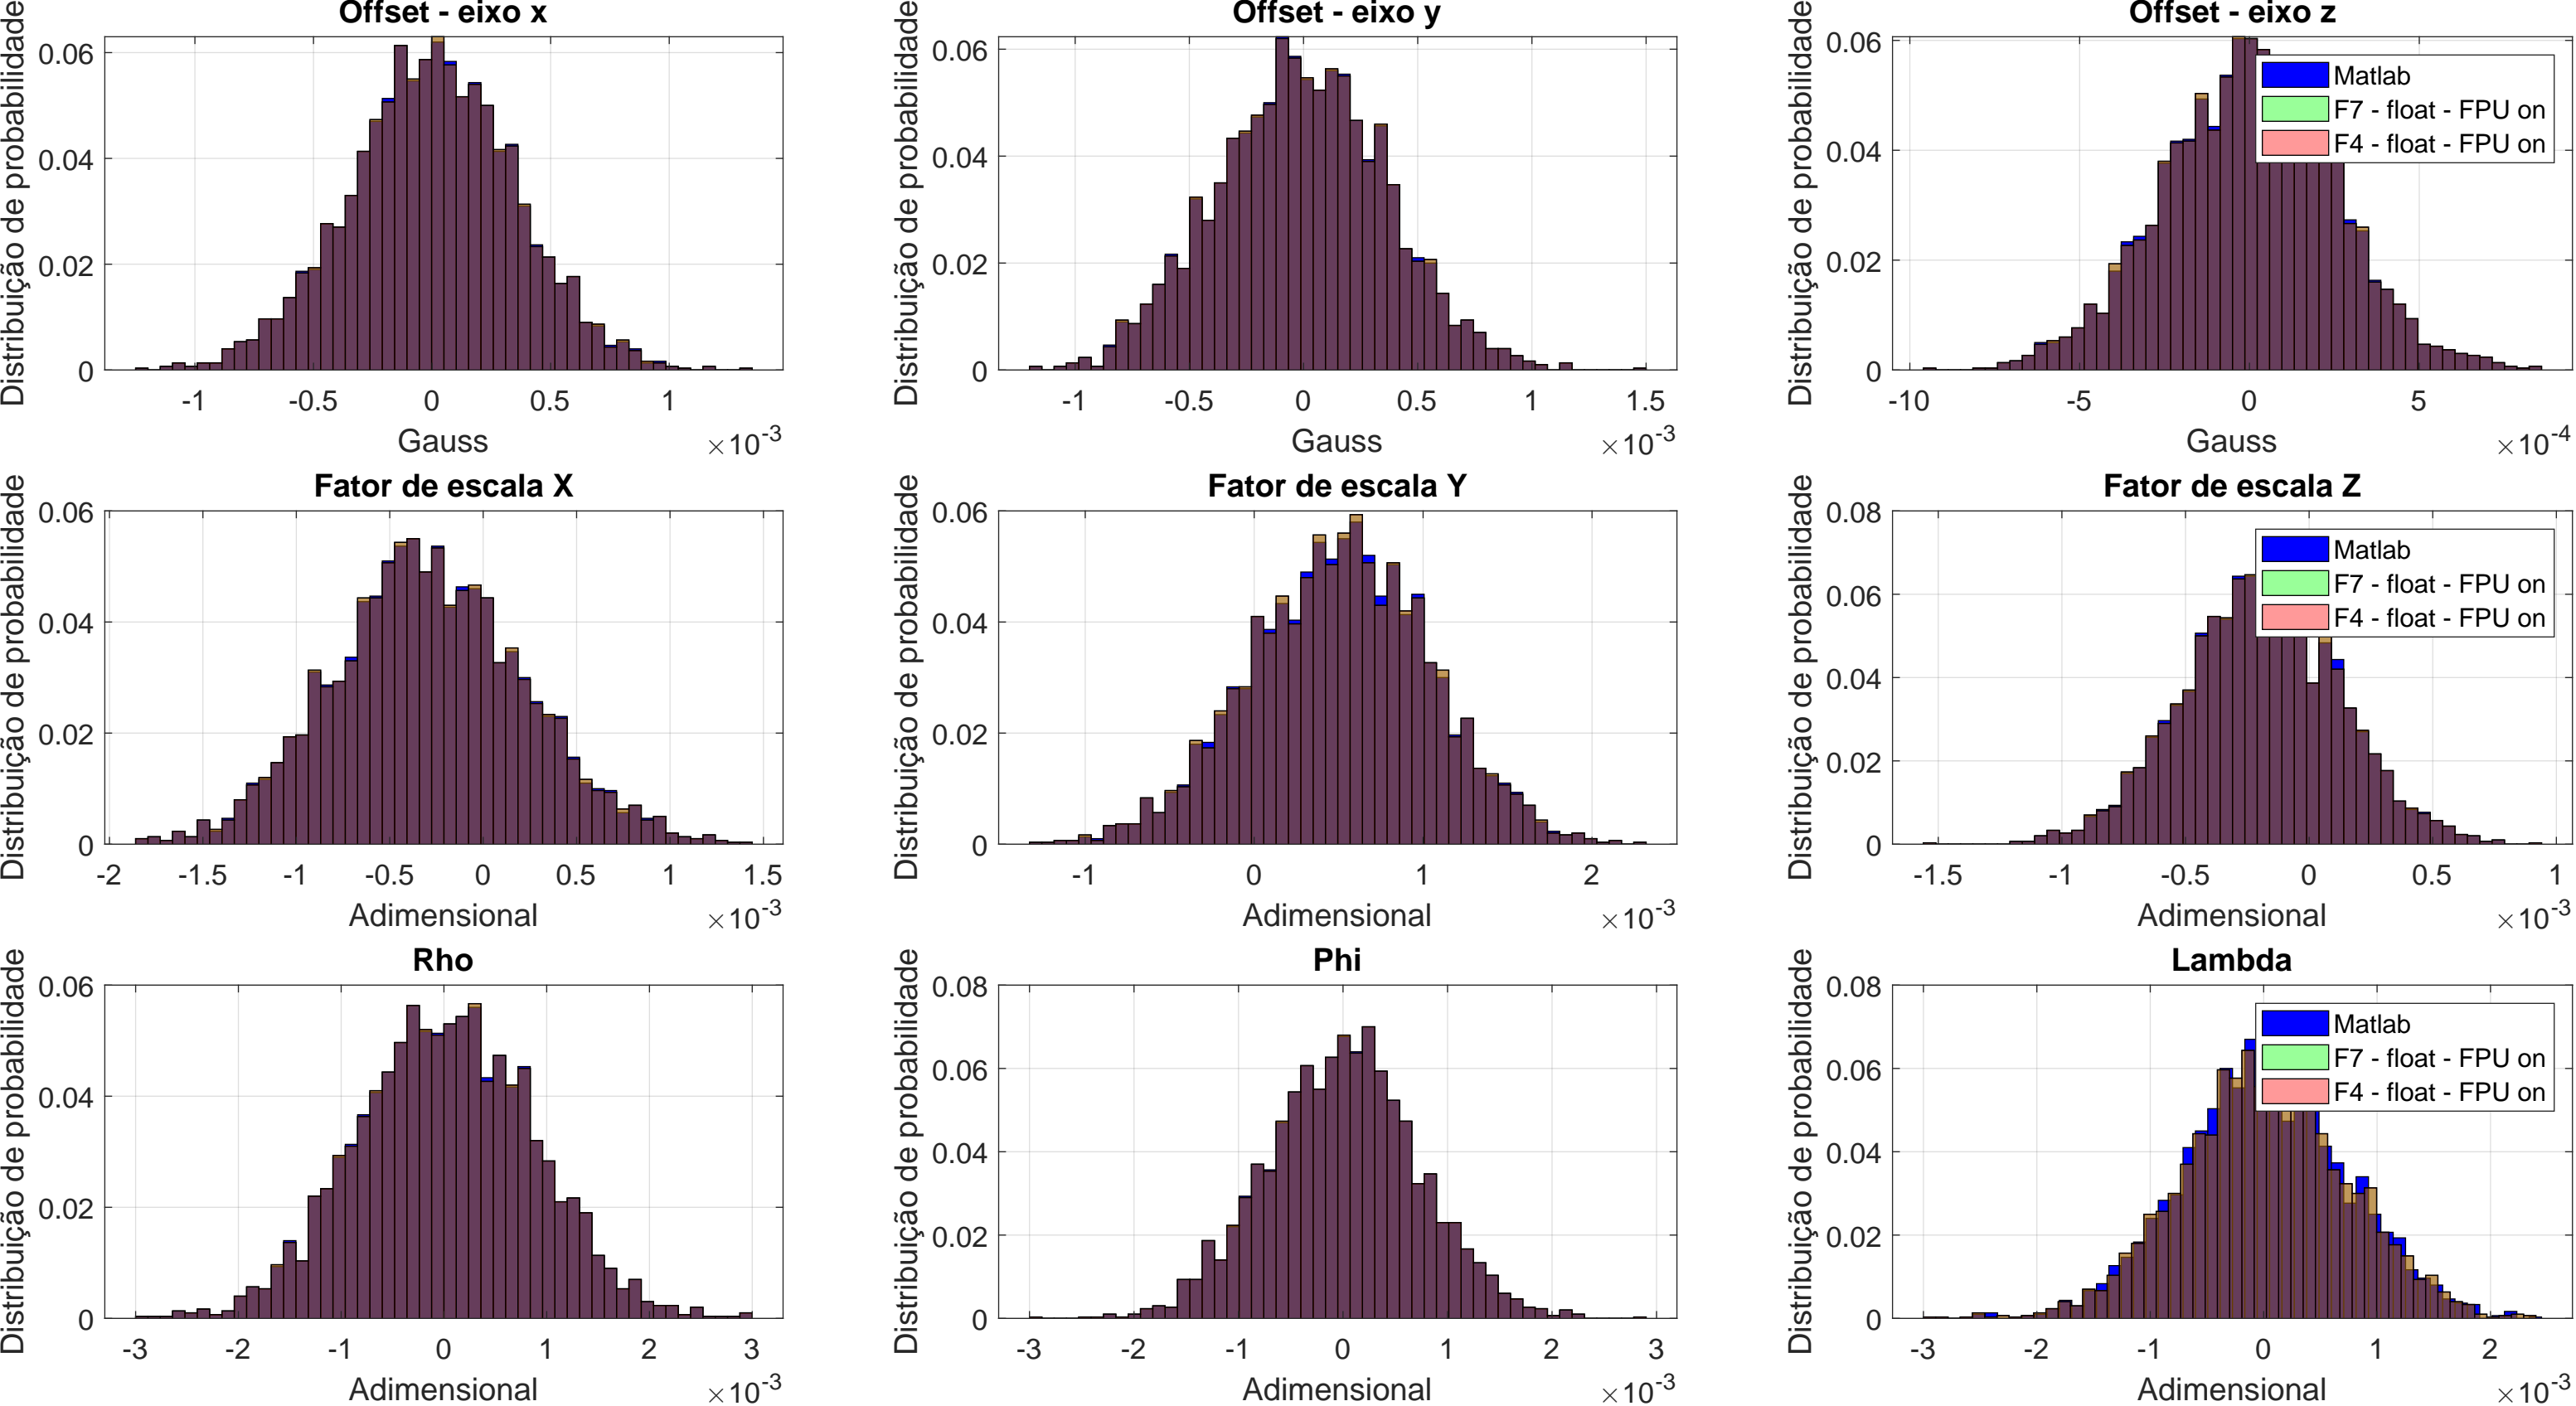 Offset - eixo x
Distribuição de probabilidade
0.06
0.04
0.02
0
-1 -0.5 0 0.5 1
Gauss
×10-3
Offset - eixo y
Distribuição de probabilidade
0.06
0.04
0.02
0
-1 -0.5 0 0.5 1 1.5
Gauss
×10-3
Offset - eixo z
Distribuição de probabilidade
0.06
0.04
0.02
0
-10 -5 0 5
Gauss
×10-4
Matlab
F7 - float - FPU on
F4 - float - FPU on
Fator de escala X
Distribuição de probabilidade
0.06
0.04
0.02
0
-2 -1.5 -1 -0.5 0 0.5 1 1.5
Adimensional
×10-3
Fator de escala Y
Distribuição de probabilidade
0.06
0.04
0.02
0
-1 0 1 2
Adimensional
×10-3
Fator de escala Z
Distribuição de probabilidade
0.08
0.06
0.04
0.02
0
-1.5 -1 -0.5 0 0.5 1
Adimensional
×10-3
Matlab
F7 - float - FPU on
F4 - float - FPU on
Rho
Distribuição de probabilidade
0.06
0.04
0.02
0
-3 -2 -1 0 1 2 3
Adimensional
×10-3
Phi
Distribuição de probabilidade
0.08
0.06
0.04
0.02
0
-3 -2 -1 0 1 2 3
Adimensional
×10-3
Lambda
Distribuição de probabilidade
0.08
0.06
0.04
0.02
0
-3 -2 -1 0 1 2
Adimensional
×10-3
Matlab
F7 - float - FPU on
F4 - float - FPU on